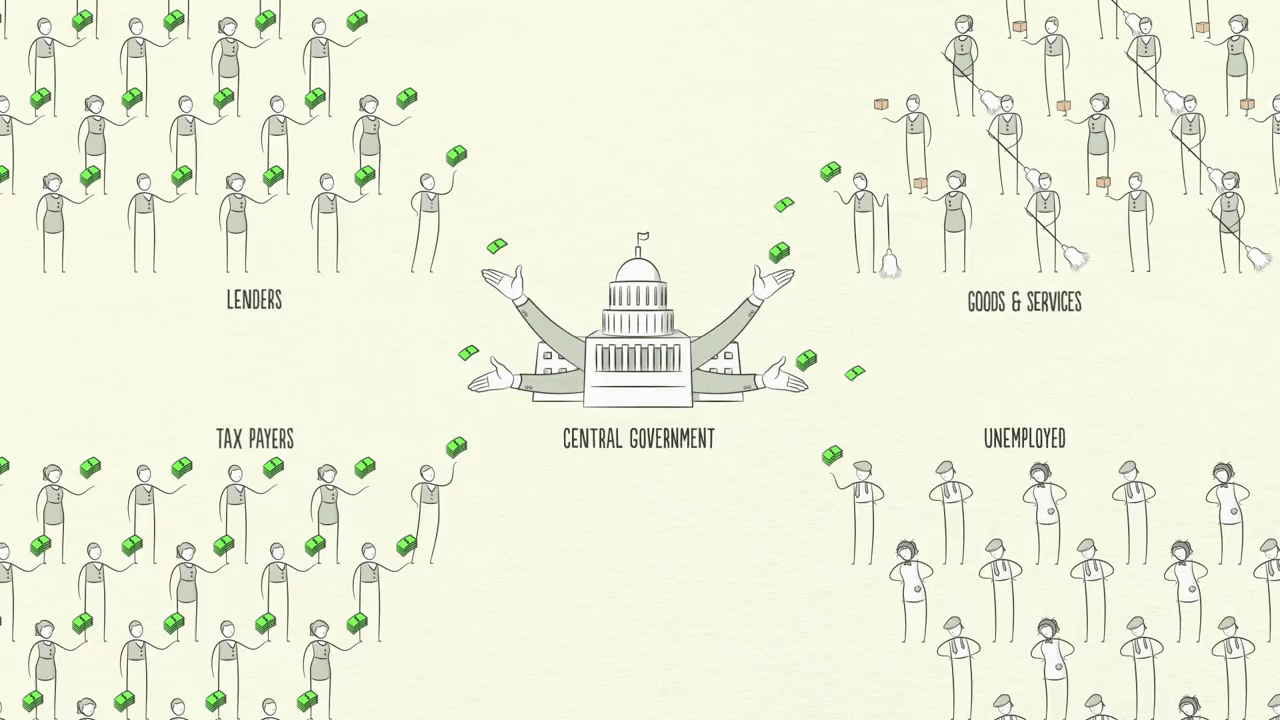 LENDERS
GOODS & SERVICES
TAX PAYERS
CENTRAL GOVERNMENT
UNEMPLOYED